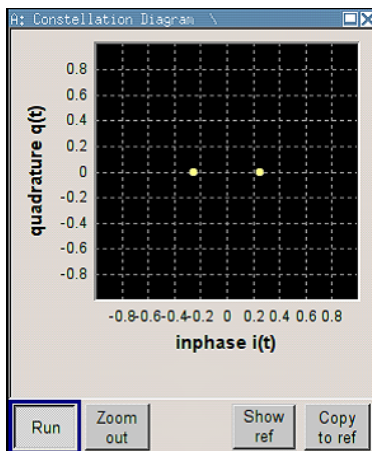 A: Constellation Diagram \
0.8
0.6
0.4
0.2
0
-0.2
-0.4
-0.6
-0.8
quadrature q(t)
-0.8-0.6-0.4-0.2 0 0.2 0.4 0.6 0.8
inphase i(t)
Run
Zoom out
Show ref
Copy to ref